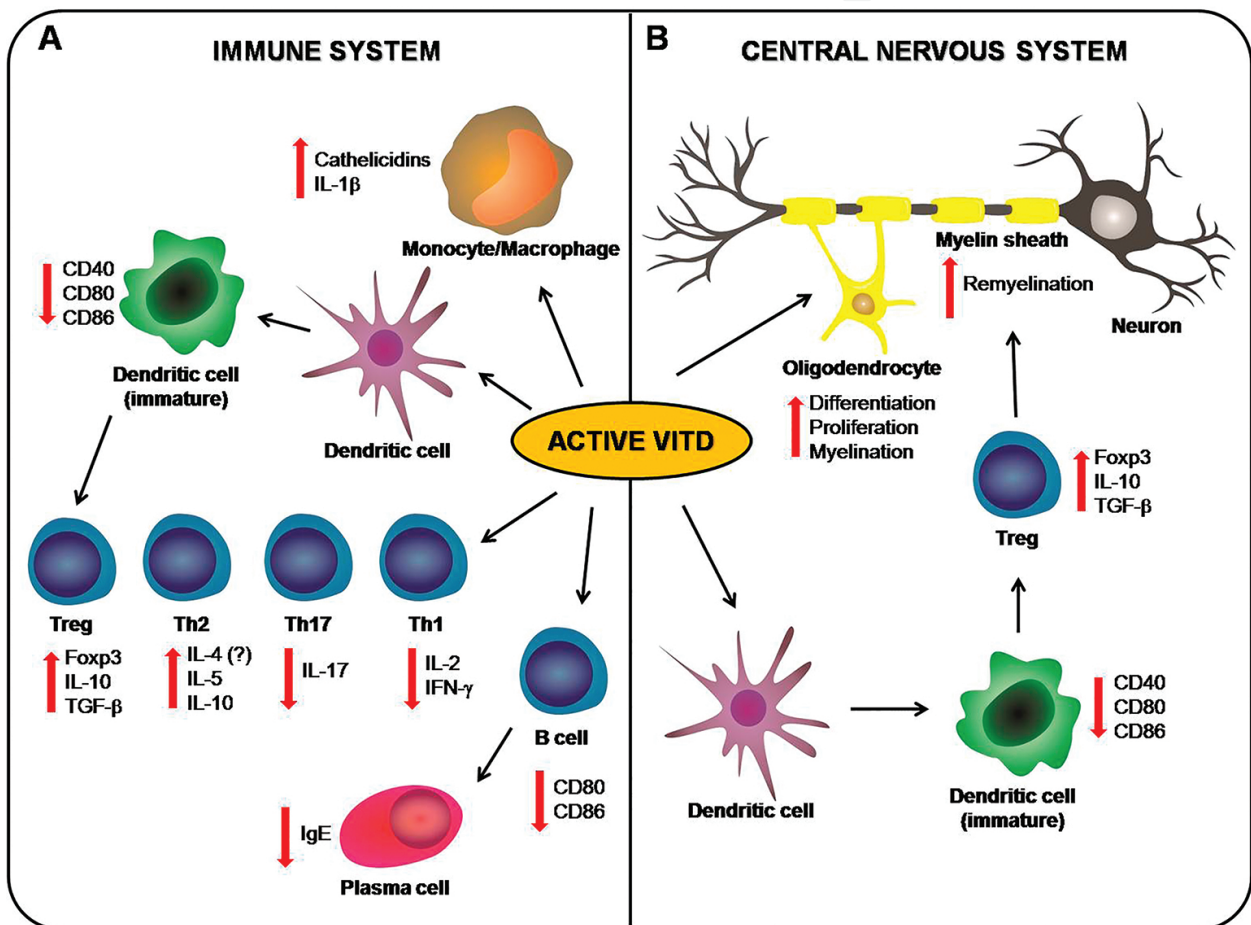 A
IMMUNE SYSTEM
Cathelicidins
IL-1β
Monocyte/Macrophage
CD40
CD80
CD86
Dendritic cell
(immature)
Dendritic cell
ACTIVE VITD
Treg
Foxp3
IL-10
TGF-β
Th2
IL-4 (?)
IL-5
IL-10
Th17
IL-17
Th1
IL-2
IFN-γ
B cell
CD80
CD86
IgE
Plasma cell
B
CENTRAL NERVOUS SYSTEM
Myelin sheath
Remyelination
Neuron
Oligodendrocyte
Differentiation
Proliferation
Myelination
Foxp3
IL-10
TGF-β
Treg
Dendritic cell
CD40
CD80
CD86
Dendritic cell
(immature)